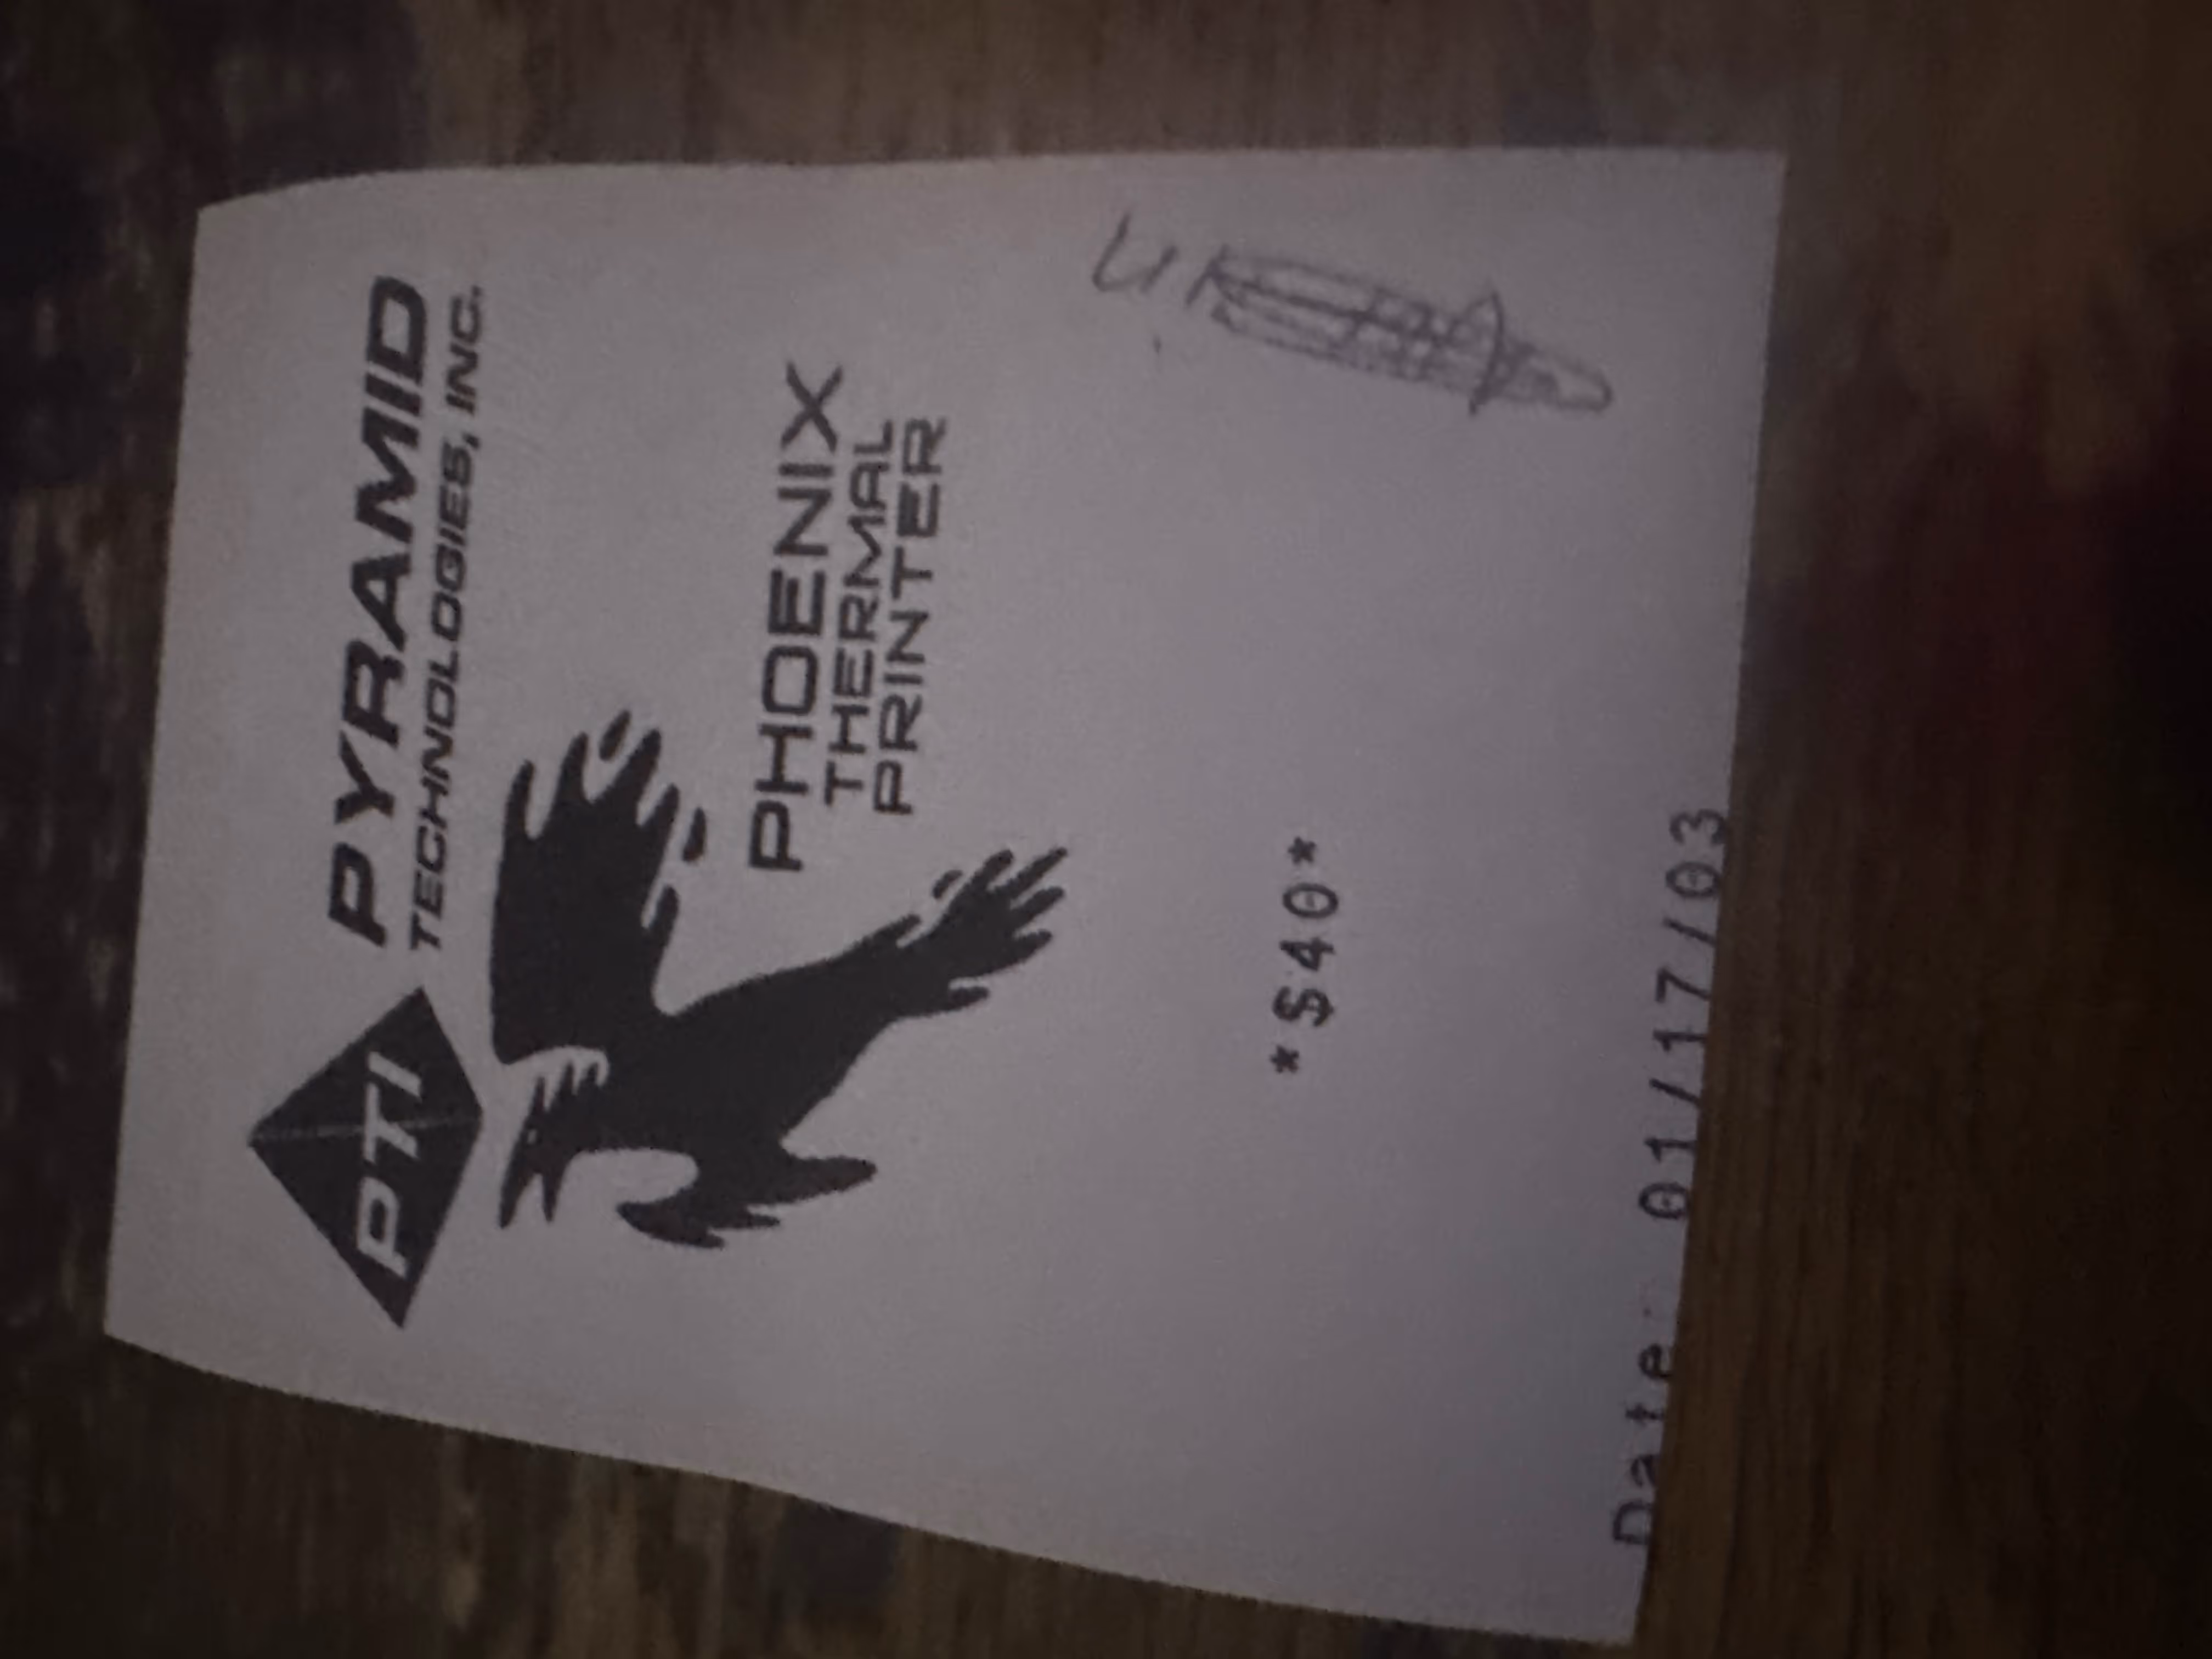 PYRAMID
TECHNOLOGIES, INC.
PTI
PHOENIX
THERMAL
PRINTER
*$40*
Date: 01/17/03